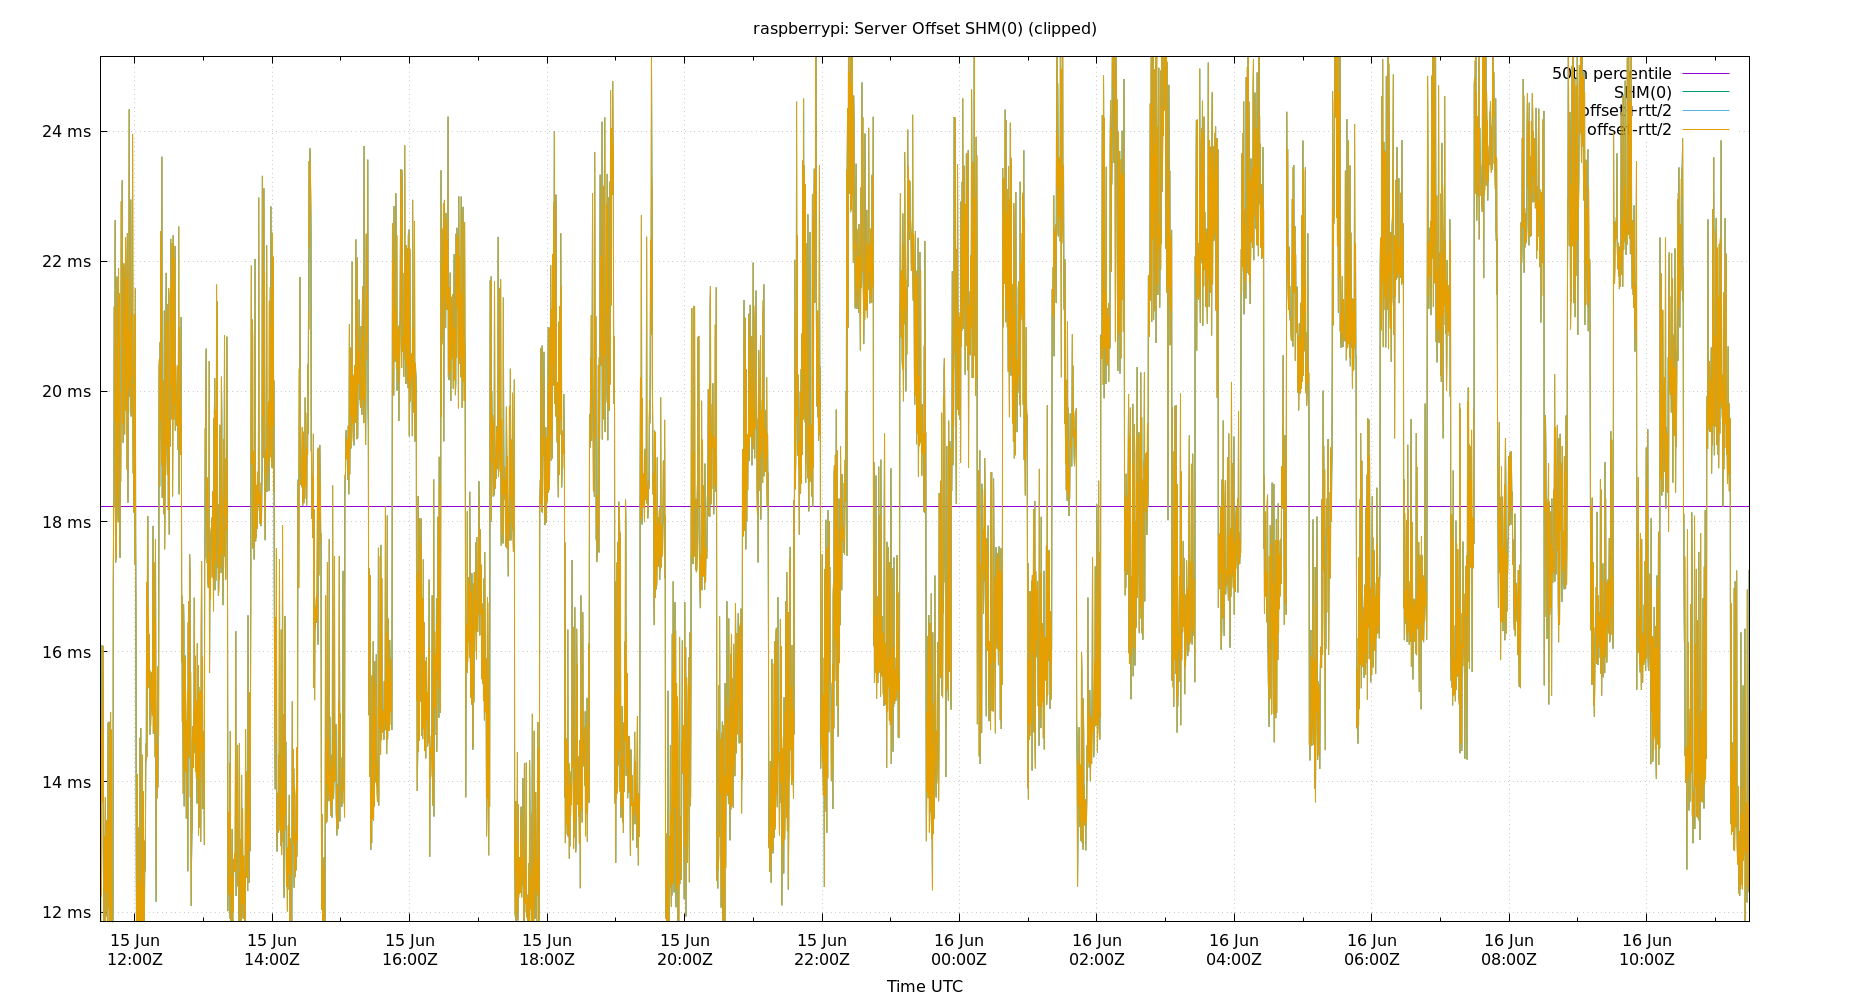 raspberrypi: Server Offset SHM(0) (clipped)
50th percentile
SHM(0)
offset+rtt/2
offset-rtt/2
24 ms
22 ms
20 ms
18 ms
16 ms
14 ms
12 ms
15 Jun 15 Jun 15 Jun 15 Jun 15 Jun 15 Jun 16 Jun 16 Jun 16 Jun 16 Jun 16 Jun 16 Jun
12:00Z 14:00Z 16:00Z 18:00Z 20:00Z 22:00Z 00:00Z 02:00Z 04:00Z 06:00Z 08:00Z 10:00Z
Time UTC